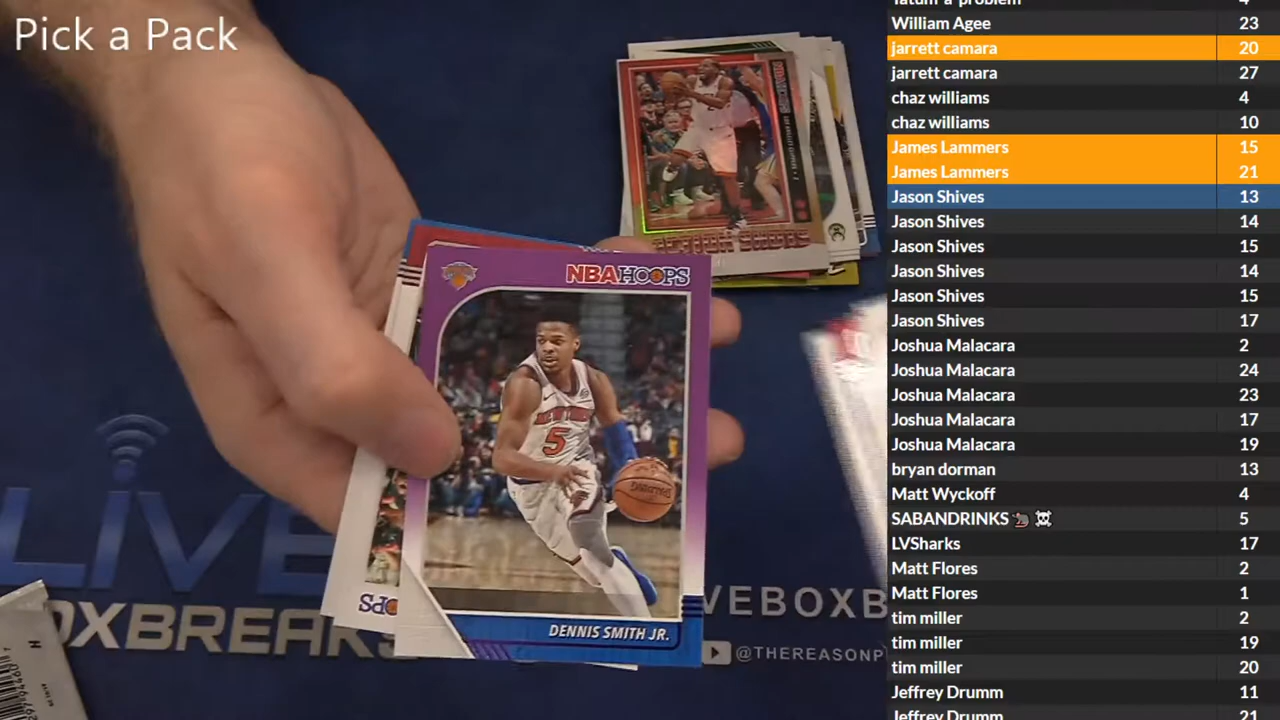 Pick a Pack
William Agee 23
jarrett camara 20
jarrett camara 27
chaz williams 4
chaz williams 10
James Lammers 15
James Lammers 21
Jason Shives 13
Jason Shives 14
Jason Shives 15
Jason Shives 14
Jason Shives 15
Jason Shives 17
Joshua Malacara 2
Joshua Malacara 24
Joshua Malacara 23
Joshua Malacara 17
Joshua Malacara 19
bryan dorman 13
Matt Wyckoff 4
SABANDRINKS 🐀 ☠ 5
LVSharks 17
Matt Flores 2
Matt Flores 1
tim miller 2
tim miller 19
tim miller 20
Jeffrey Drumm 11
Jeffrey Drumm 21
NBA HOOPS
NEW YORK
5
SPALDING
DENNIS SMITH JR.
LIVE
OXBREAKS
VEBOXB
@THEREASONP